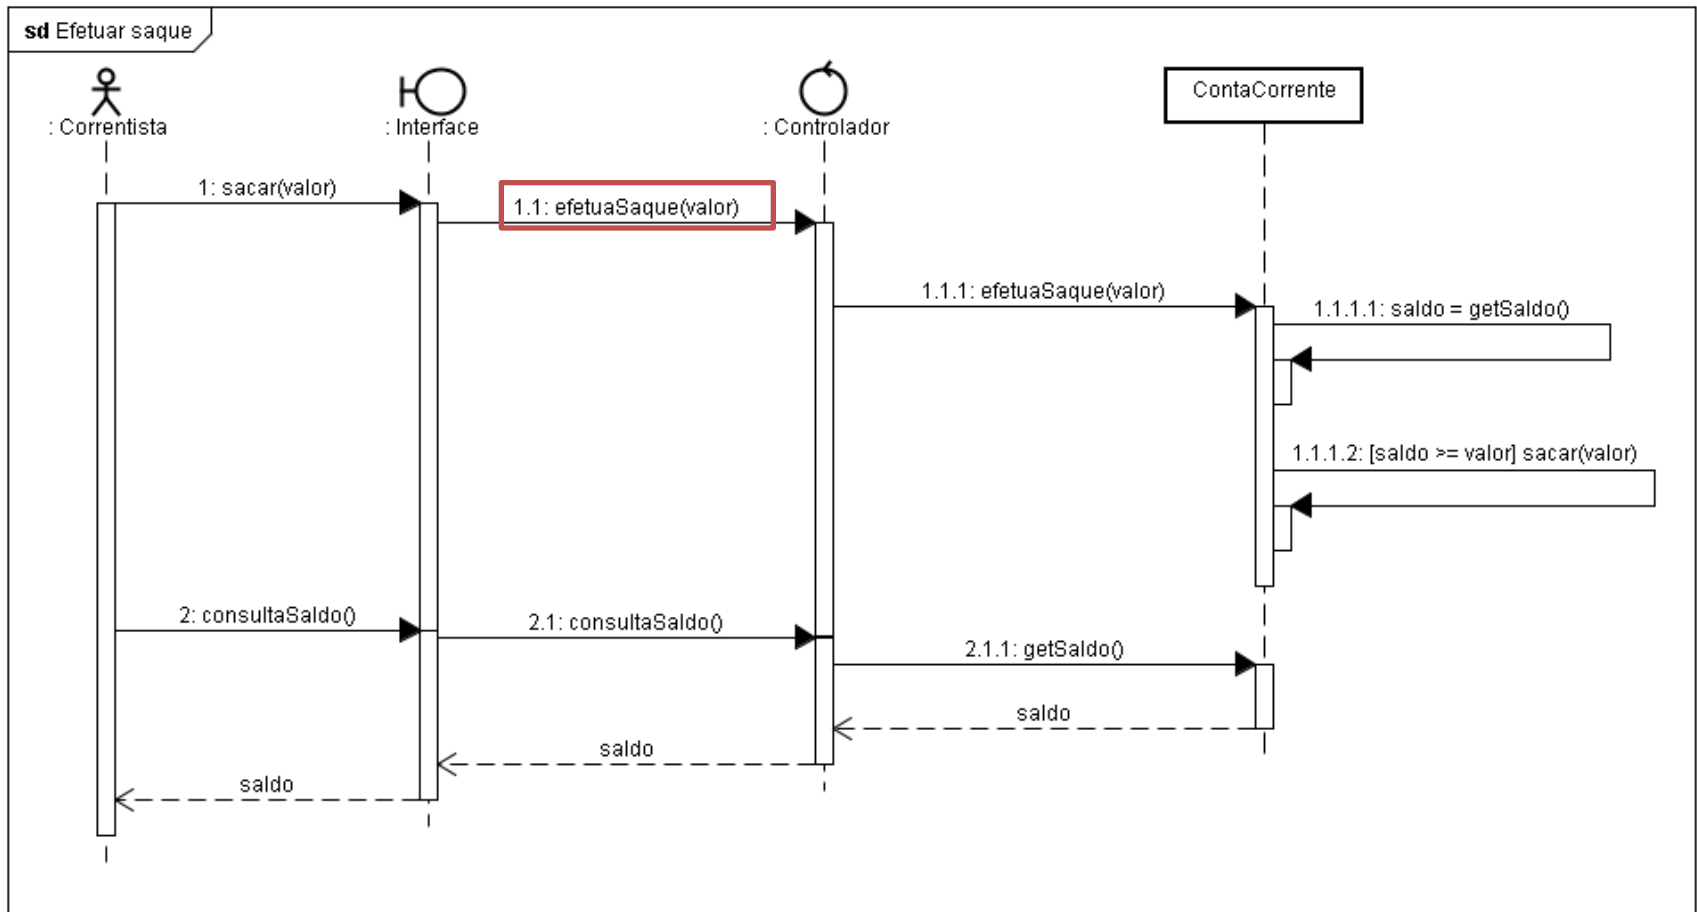 sd Efetuar saque
: Correntista
: Interface
: Controlador
ContaCorrente
1: sacar(valor)
1.1: efetuaSaque(valor)
1.1.1: efetuaSaque(valor)
1.1.1.1: saldo = getSaldo()
1.1.1.2: [saldo >= valor] sacar(valor)
2: consultaSaldo()
2.1: consultaSaldo()
2.1.1: getSaldo()
saldo
saldo
saldo